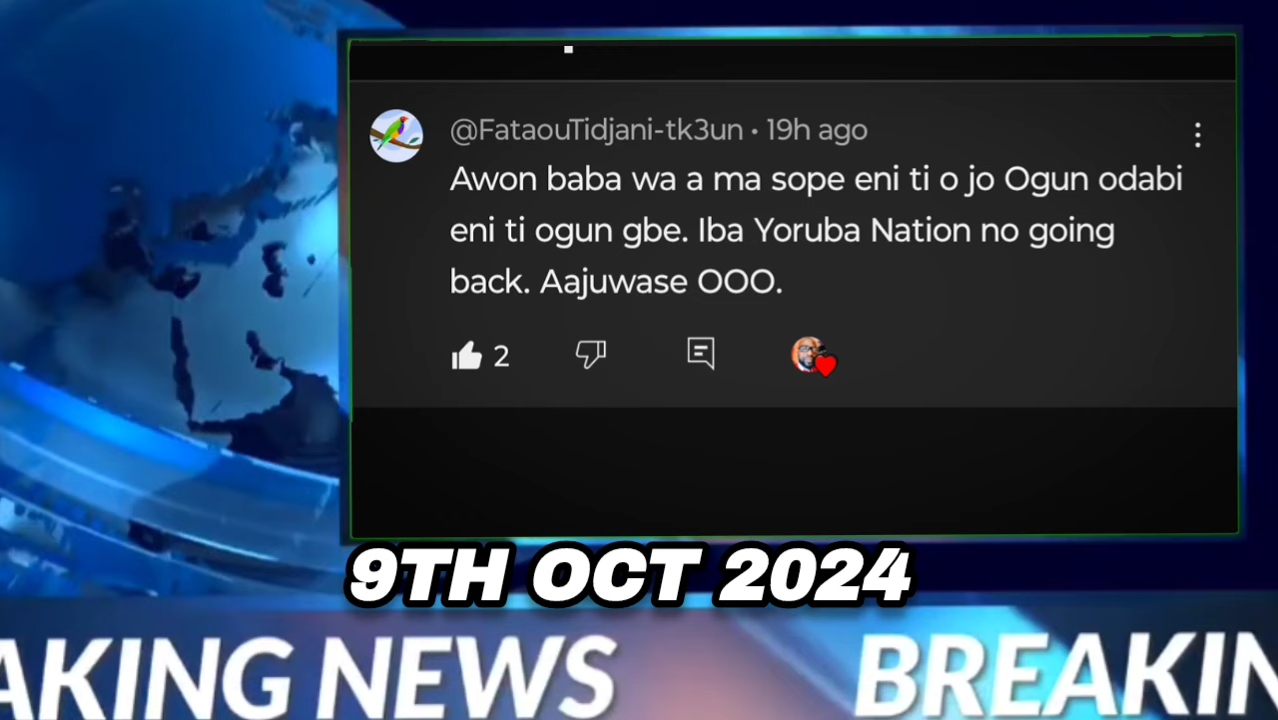 @FataouTidjani-tk3un • 19h ago
Awon baba wa a ma sope eni ti o jo Ogun odabi
eni ti ogun gbe. Iba Yoruba Nation no going
back. Aajuwase OOO.
2
9TH OCT 2024
AKING NEWS BREAKIN